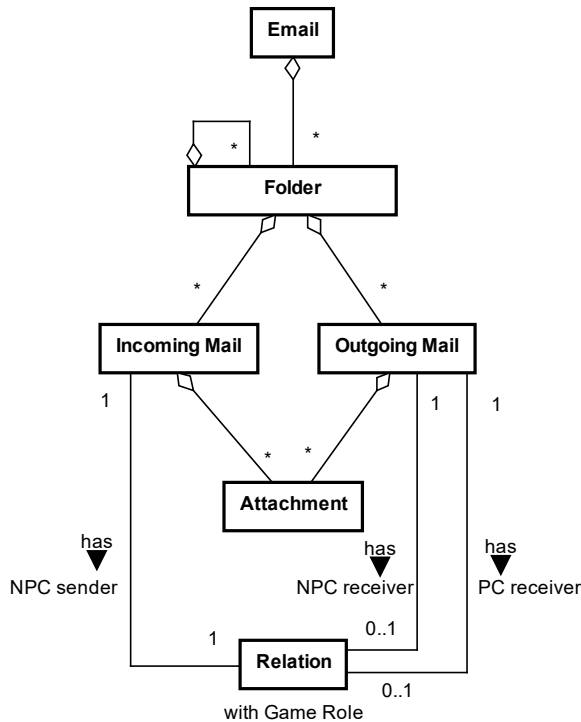 Email
*
*
Folder
*
*
Incoming Mail
Outgoing Mail
1
1
1
*
*
Attachment
has
NPC sender
has
NPC receiver
has
PC receiver
1
0..1
Relation
0..1
with Game Role